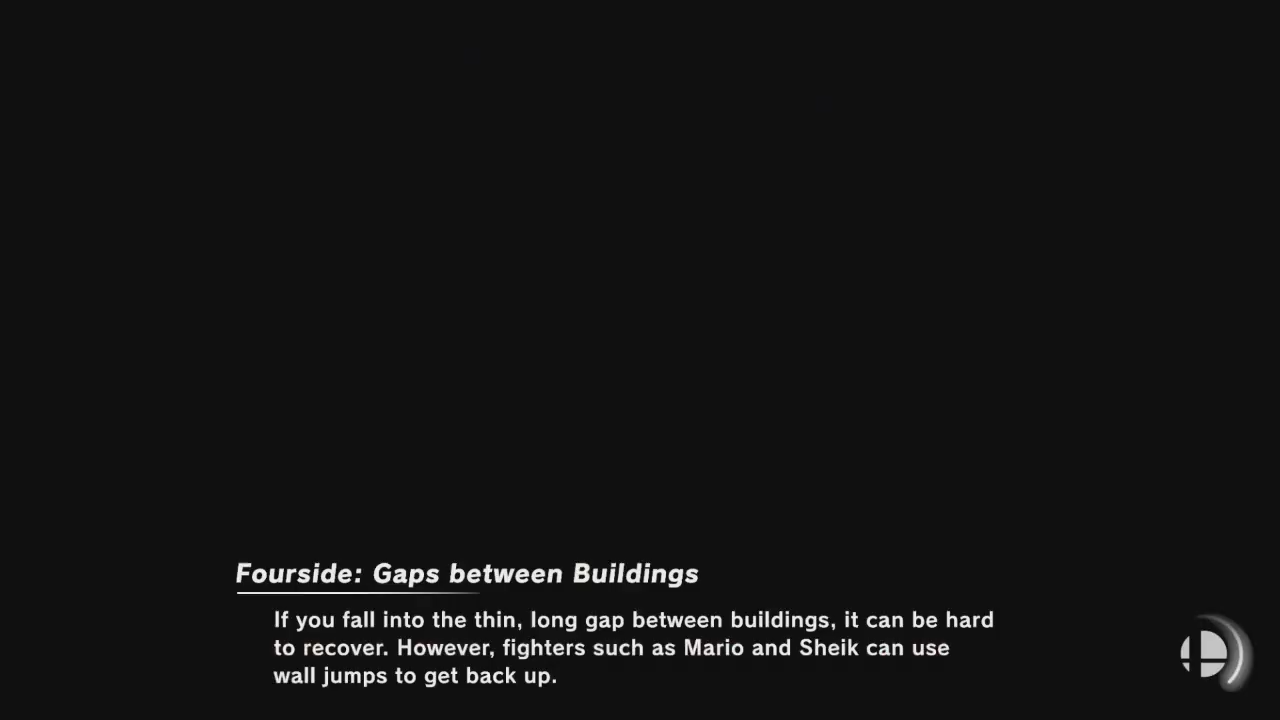 Fourside: Gaps between Buildings
If you fall into the thin, long gap between buildings, it can be hard
to recover. However, fighters such as Mario and Sheik can use
wall jumps to get back up.